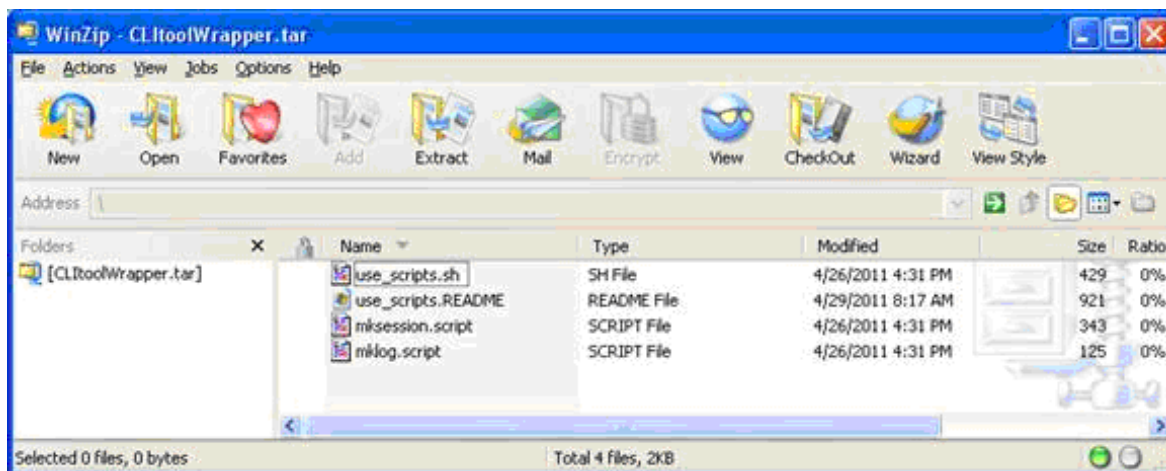 WinZip - CLItoolWrapper.tar
File Actions View Jobs Options Help
New Open Favorites Add Extract Mail Encrypt View CheckOut Wizard View Style
Address \
Folders x Name Type Modified Size Ratio
[CLItoolWrapper.tar] use_scripts.sh SH File 4/26/2011 4:31 PM 429 0%
use_scripts.README README File 4/29/2011 8:17 AM 921 0%
mksession.script SCRIPT File 4/26/2011 4:31 PM 343 0%
mklog.script SCRIPT File 4/26/2011 4:31 PM 125 0%
Selected 0 files, 0 bytes Total 4 files, 2KB